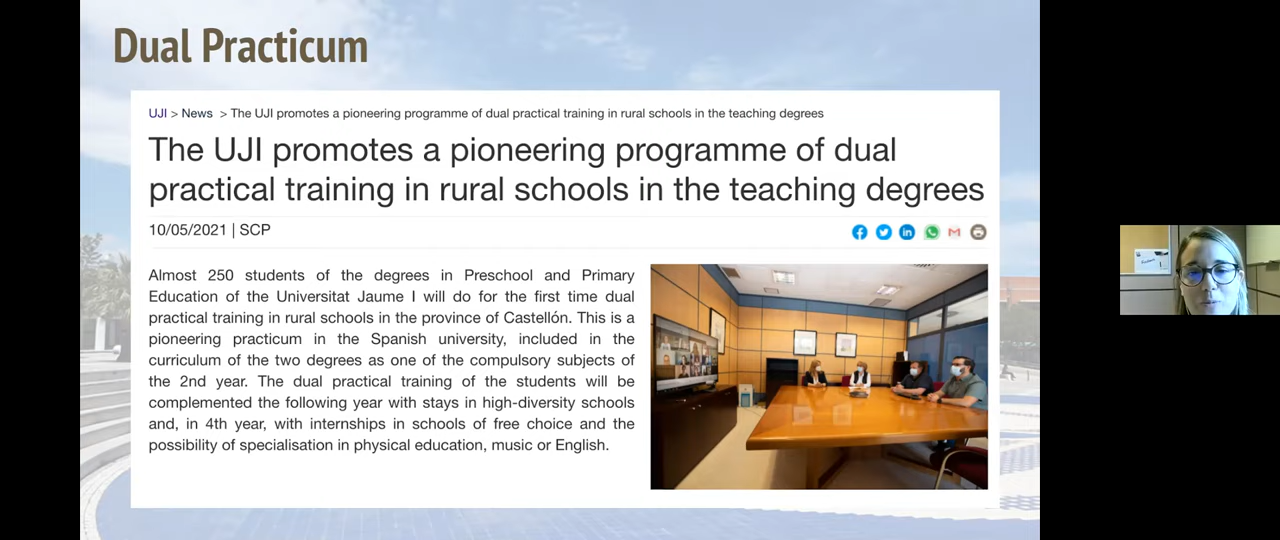 Dual Practicum
UJI > News > The UJI promotes a pioneering programme of dual practical training in rural schools in the teaching degrees
The UJI promotes a pioneering programme of dual
practical training in rural schools in the teaching degrees
10/05/2021 | SCP
Almost 250 students of the degrees in Preschool and Primary
Education of the Universitat Jaume I will do for the first time dual
practical training in rural schools in the province of Castellón. This is a
pioneering practicum in the Spanish university, included in the
curriculum of the two degrees as one of the compulsory subjects of
the 2nd year. The dual practical training of the students will be
complemented the following year with stays in high-diversity schools
and, in 4th year, with internships in schools of free choice and the
possibility of specialisation in physical education, music or English.